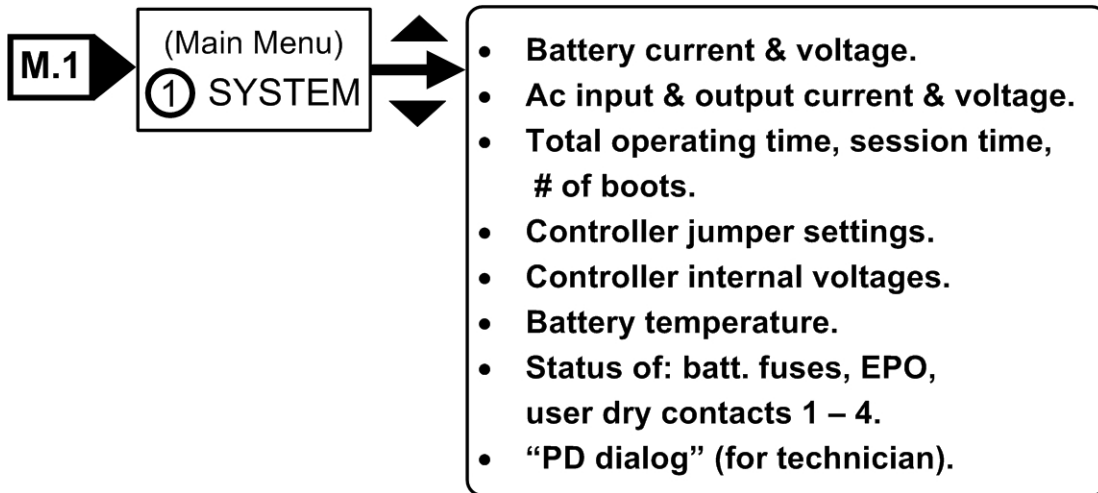 M.1
(Main Menu)
① SYSTEM
• Battery current & voltage.
• Ac input & output current & voltage.
• Total operating time, session time,
# of boots.
• Controller jumper settings.
• Controller internal voltages.
• Battery temperature.
• Status of: batt. fuses, EPO,
user dry contacts 1 – 4.
• “PD dialog” (for technician).